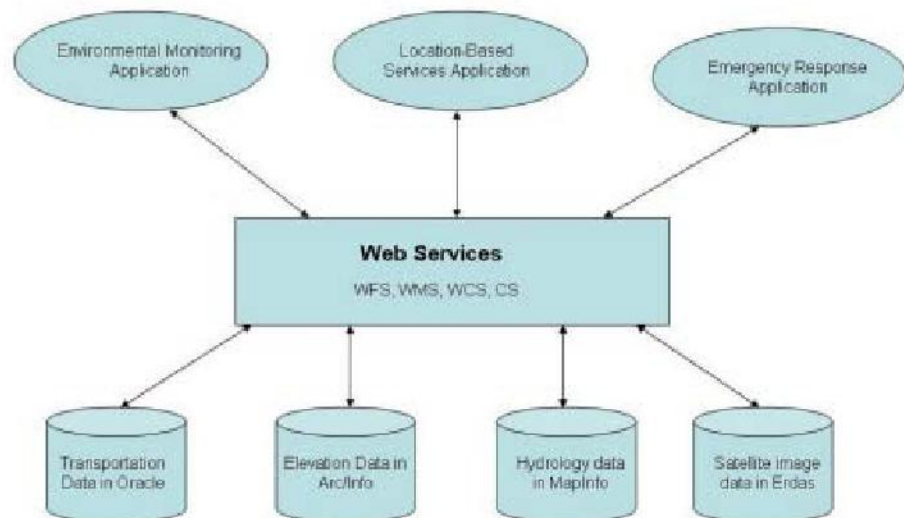 Environmental Monitoring
Application
Location-Based
Services Application
Emergency Response
Application
Web Services
WFS, WMS, WCS, CS
Transportation
Data in Oracle
Elevation Data in
Arc/Info
Hydrology data
in MapInfo
Satellite image
data in Erdas